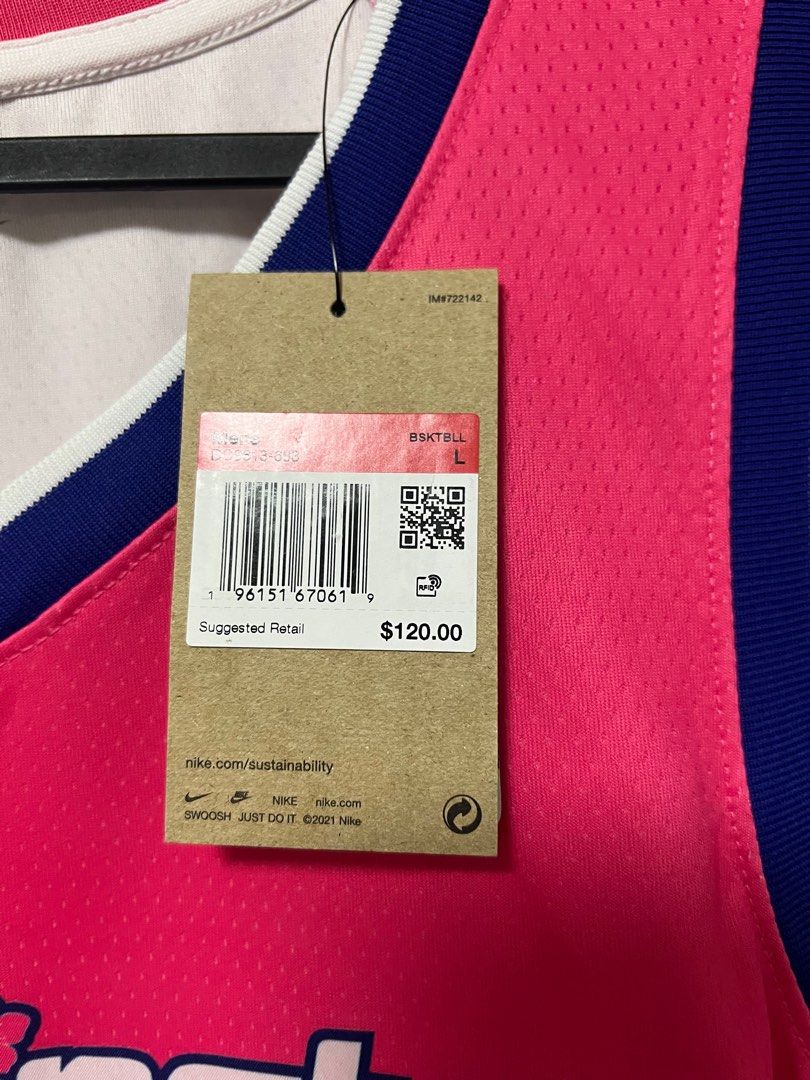 IM#722142
Mens
BSKTBLL
L
1 96151 67061 9
RFID
Suggested Retail $120.00
nike.com/sustainability
NIKE nike.com
SWOOSH JUST DO IT ©2021 Nike